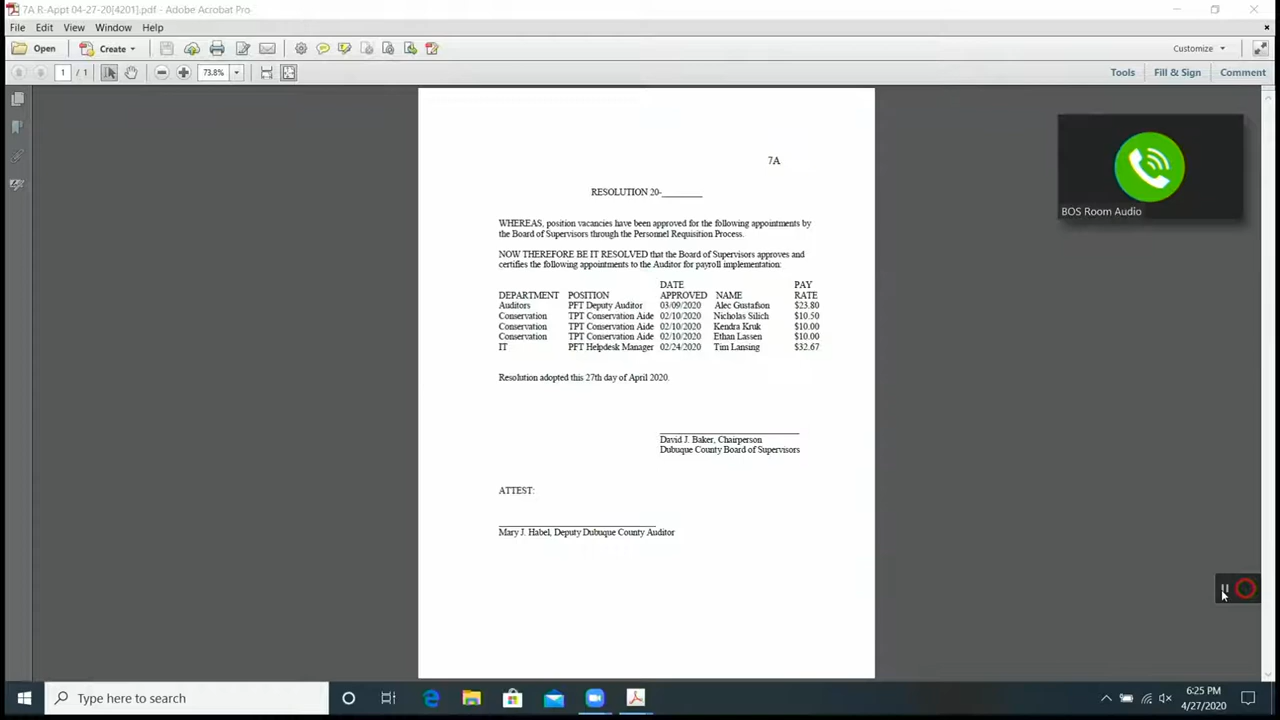 7A R-Appt 04-27-20[4201].pdf - Adobe Acrobat Pro
File Edit View Window Help
Open Create Customize
1 / 1 73.8% Tools Fill & Sign Comment
7A
BOS Room Audio
RESOLUTION 20-________
WHEREAS, position vacancies have been approved for the following appointments by
the Board of Supervisors through the Personnel Requisition Process.
NOW THEREFORE BE IT RESOLVED that the Board of Supervisors approves and
certifies the following appointments to the Auditor for payroll implementation:
DATE PAY
DEPARTMENT POSITION APPROVED NAME RATE
Auditors PFT Deputy Auditor 03/09/2020 Alec Gustafson $23.80
Conservation TPT Conservation Aide 02/10/2020 Nicholas Silich $10.50
Conservation TPT Conservation Aide 02/10/2020 Kendra Kruk $10.00
Conservation TPT Conservation Aide 02/10/2020 Ethan Lassen $10.00
IT PFT Helpdesk Manager 02/24/2020 Tim Lansing $32.67
Resolution adopted this 27th day of April 2020.
David J. Baker, Chairperson
Dubuque County Board of Supervisors
ATTEST:
Mary J. Habel, Deputy Dubuque County Auditor
Type here to search
6:25 PM
4/27/2020